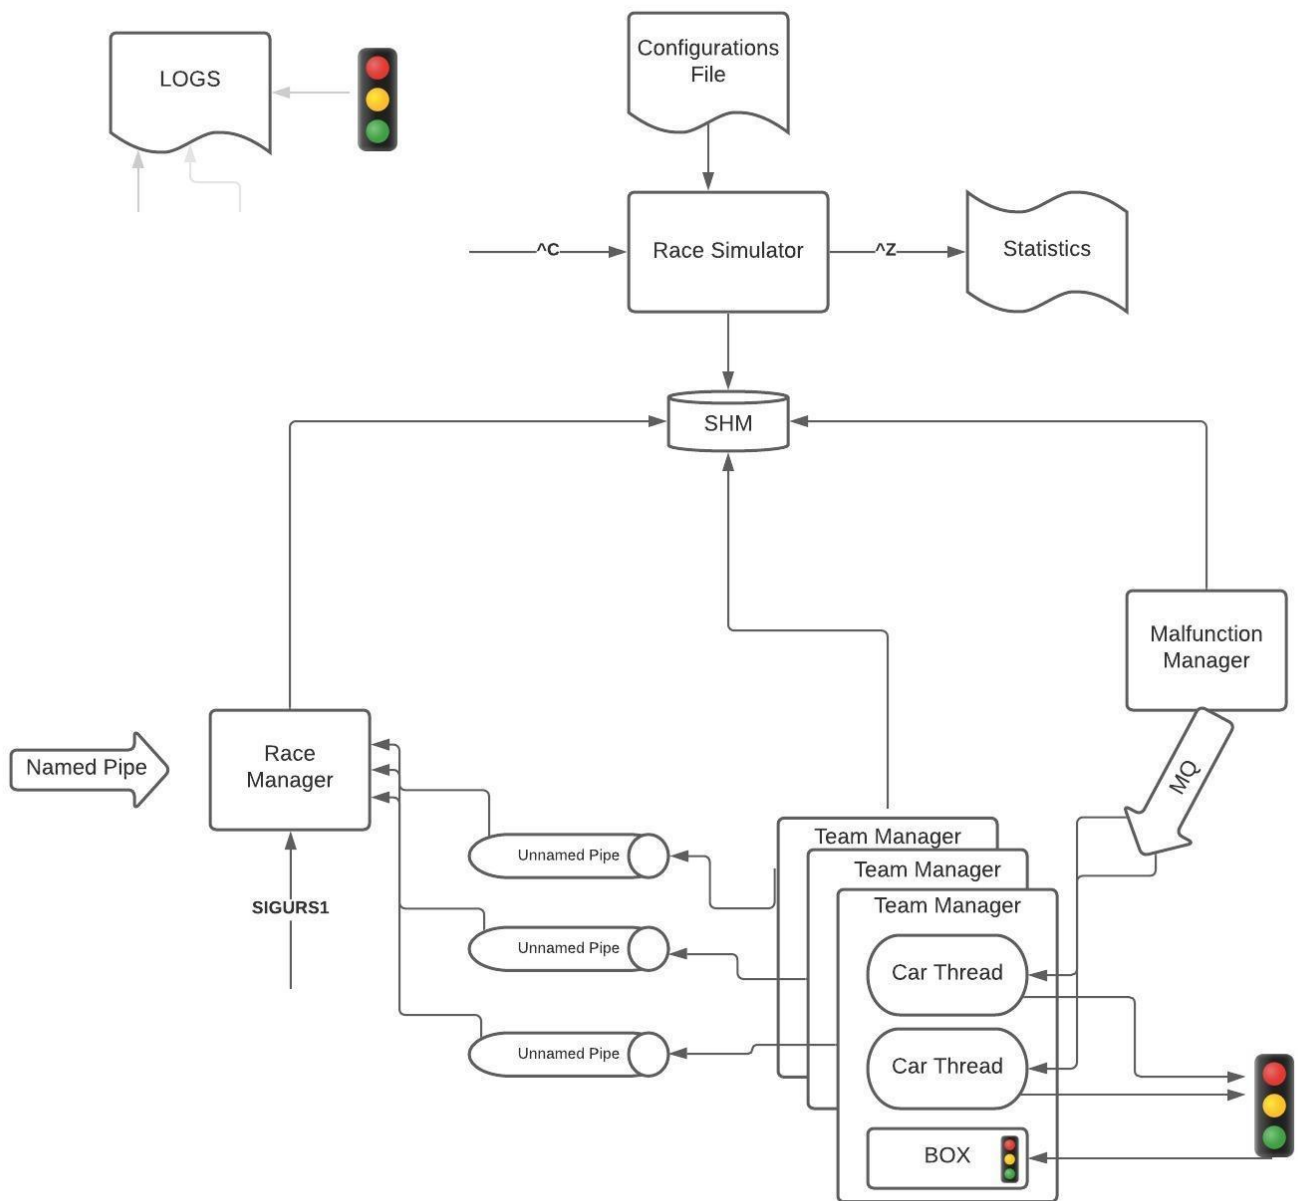 LOGS
Configurations
File
^C
Race Simulator
^Z
Statistics
SHM
Malfunction
Manager
Named Pipe
Race
Manager
MQ
SIGURS1
Unnamed Pipe
Unnamed Pipe
Unnamed Pipe
Team Manager
Team Manager
Team Manager
Car Thread
Car Thread
BOX